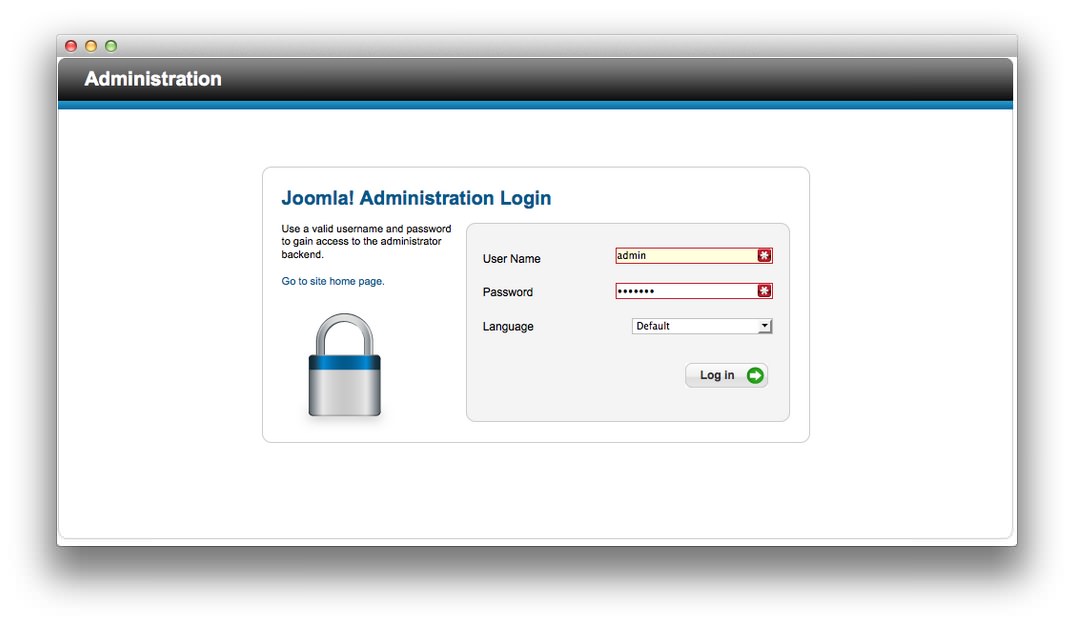 Administration
Joomla! Administration Login
Use a valid username and password
to gain access to the administrator
backend.
Go to site home page.
User Name
admin
Password
•••••••
Language
Default
Log in